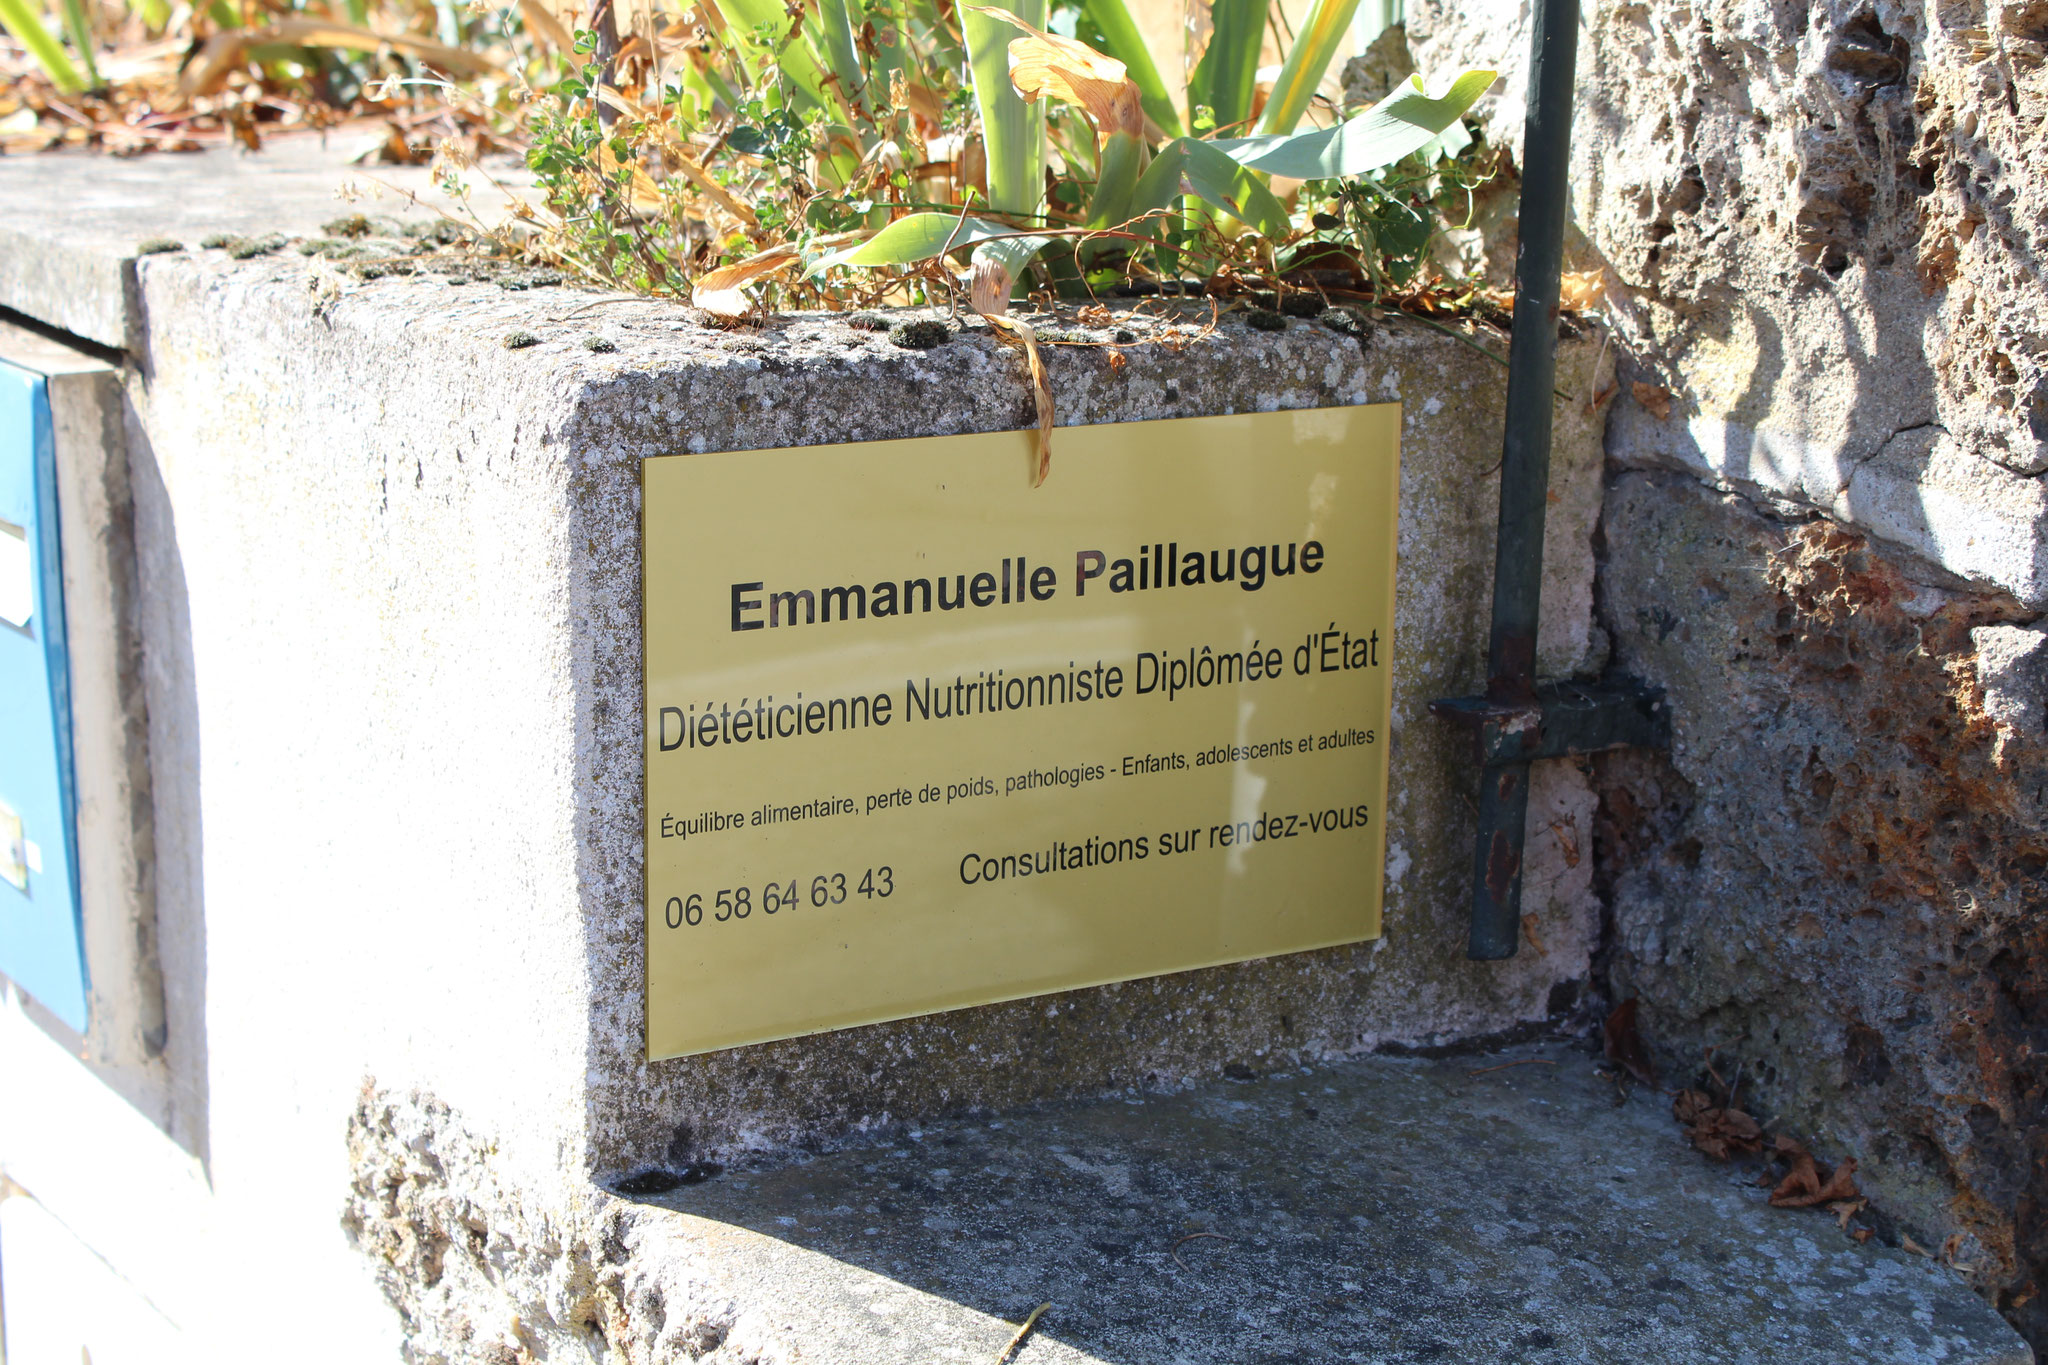 Emmanuelle Paillaugue
Diététicienne Nutritionniste Diplômée d'État
Équilibre alimentaire, perte de poids, pathologies - Enfants, adolescents et adultes
06 58 64 63 43 Consultations sur rendez-vous